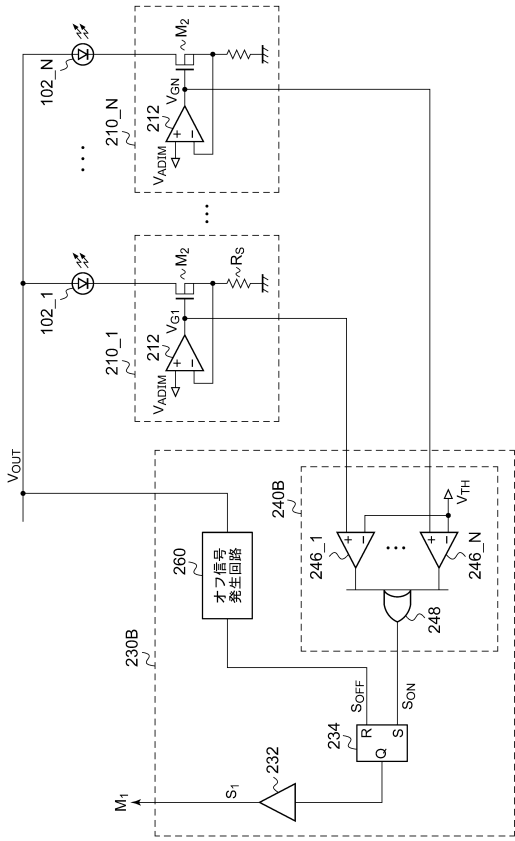 VOUT
102_1
102_N
210_1
210_N
VADIM
212
+
−
VG1
M2
RS
VADIM
212
+
−
VGN
M2
230B
260
オフ信号
発生回路
240B
246_1
+
−
246_N
+
−
VTH
248
SOFF
SON
234
R
S
Q
232
S1
M1